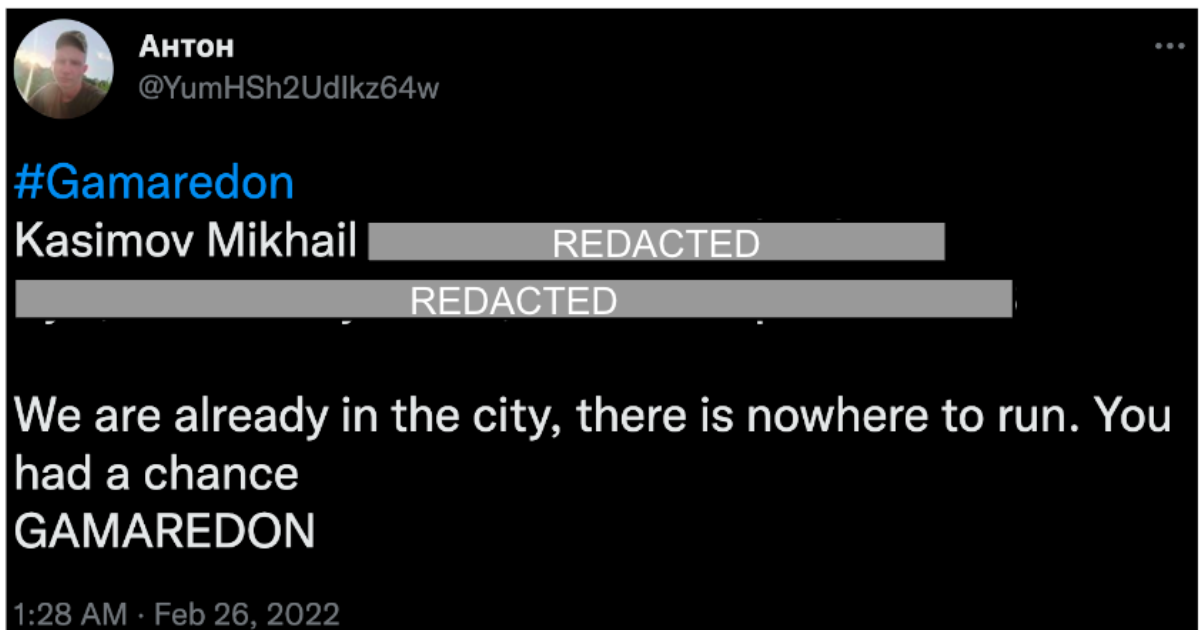 Антон
@YumHSh2UdIkz64w
#Gamaredon
Kasimov Mikhail REDACTED
REDACTED
We are already in the city, there is nowhere to run. You
had a chance
GAMAREDON
1:28 AM · Feb 26, 2022